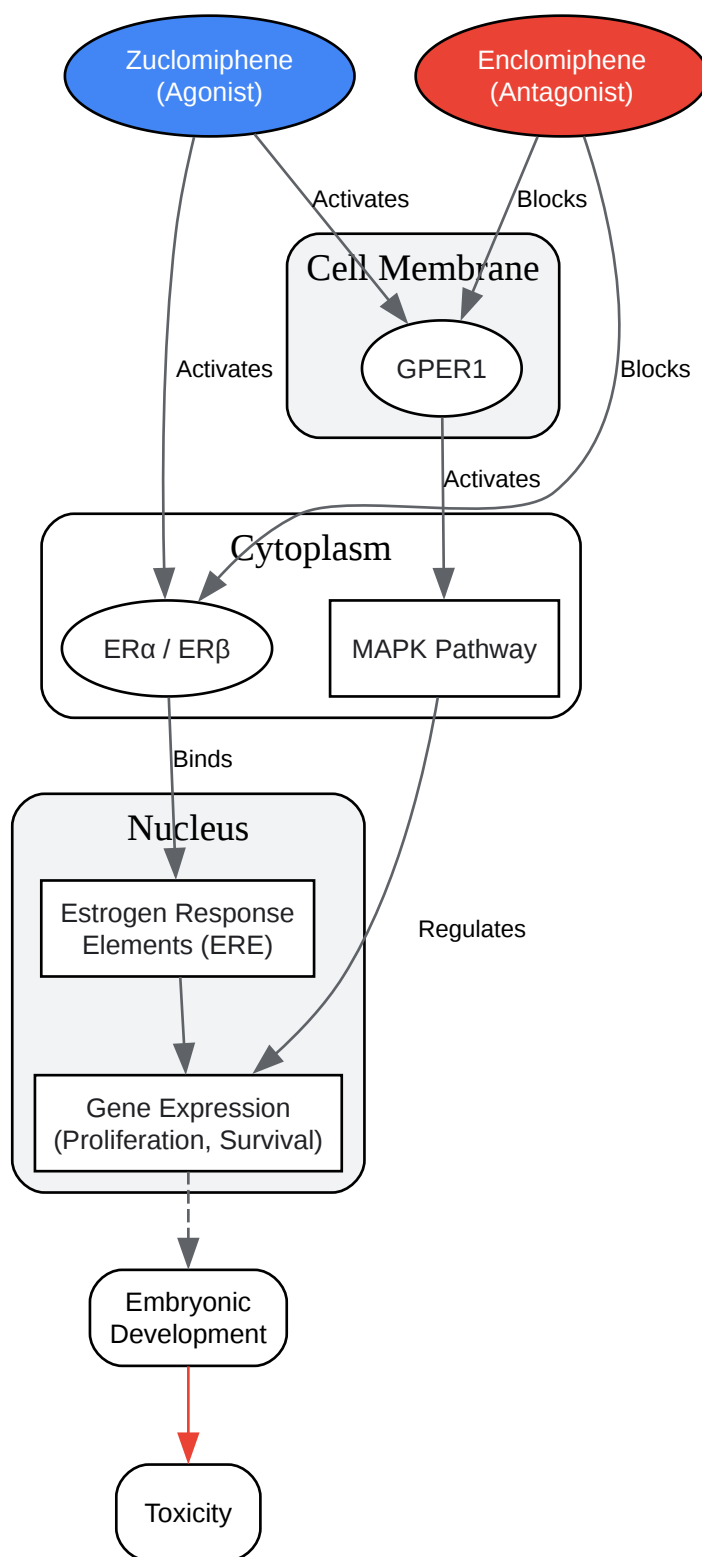 Zuclomiphene
(Agonist)
Enclomiphene
(Antagonist)
Activates
Blocks
Cell Membrane
GPER1
Activates
Blocks
Activates
Cytoplasm
ERα / ERβ
MAPK Pathway
Binds
Nucleus
Estrogen Response
Elements (ERE)
Regulates
Gene Expression
(Proliferation, Survival)
Embryonic
Development
Toxicity